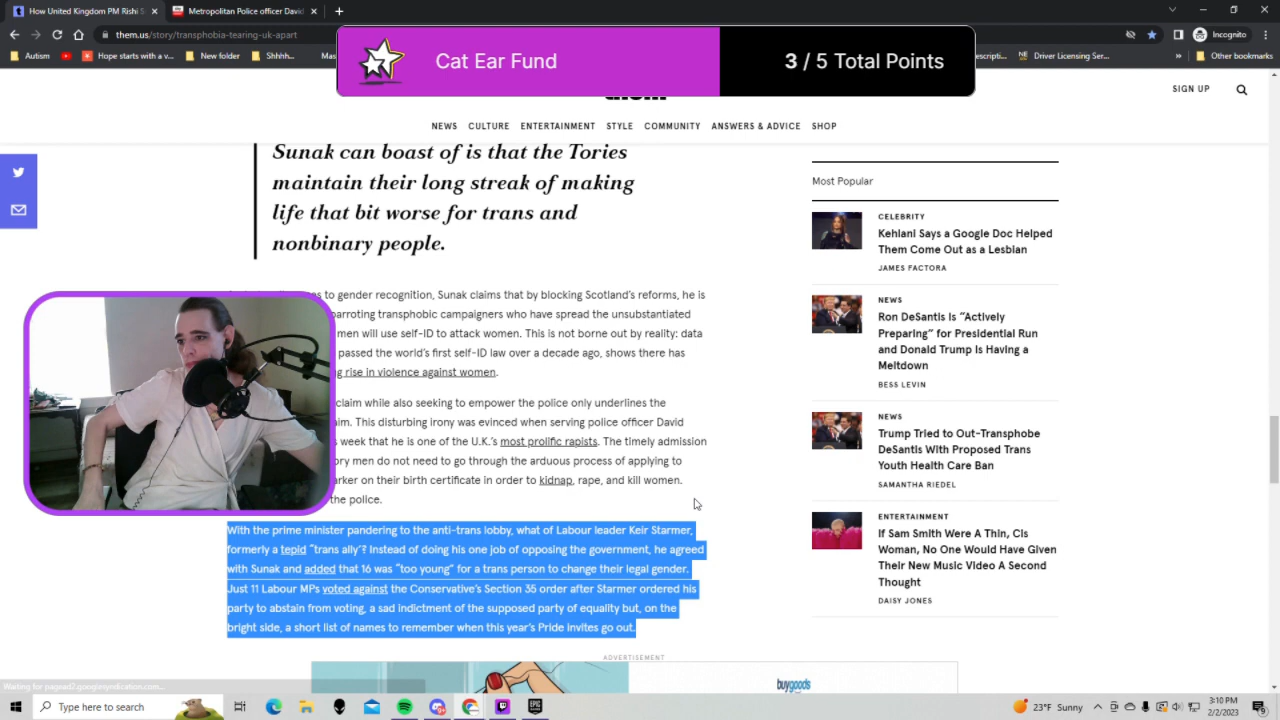 How UK PM Rishi S
Hogwarts Legacy Downlo
them.us/story/transphobia-tearing-uk-apart
Incognito
Autism
Hope starts with a v...
Shhhh...
Driver Licensing Ser...
Other bookmarks
Cat Ear Fund
3 / 5 Total Points
SIGN UP
NEWS CULTURE ENTERTAINMENT STYLE COMMUNITY ANSWERS & ADVICE SHOP
Sunak can boast of is that the Tories
maintain their long streak of making
life that bit worse for trans and
nonbinary people.
s to gender recognition, Sunak claims that by blocking Scotland's reforms, he is
parroting transphobic campaigners who have spread the unsubstantiated
men will use self-ID to attack women. This is not borne out by reality: data
passed the world's first self-ID law over a decade ago, shows there has
g rise in violence against women.
claim while also seeking to empower the police only underlines the
im. This disturbing irony was evinced when serving police officer David
week that he is one of the U.K.'s most prolific rapists. The timely admission
ory men do not need to go through the arduous process of applying to
arker on their birth certificate in order to kidnap, rape, and kill women.
the police.
With the prime minister pandering to the anti-trans lobby, what of Labour leader Keir Starmer,
formerly a tepid "trans ally"? Instead of doing his one job of opposing the government, he agreed
with Sunak and added that 16 was "too young" for a trans person to change their legal gender.
Just 11 Labour MPs voted against the Conservative's Section 35 order after Starmer ordered his
party to abstain from voting, a sad indictment of the supposed party of equality but, on the
bright side, a short list of names to remember when this year's Pride invites go out.
ADVERTISEMENT
buygoods
Most Popular
CELEBRITY
Kehlani Says a Google Doc Helped
Them Come Out as a Lesbian
JAMES FACTORA
NEWS
Ron DeSantis Is "Actively
Preparing" for Presidential Run
and Donald Trump Is Having a
Meltdown
BESS LEVIN
NEWS
Trump Tried to Out-Transphobe
DeSantis With Proposed Trans
Youth Health Care Ban
SAMANTHA RIEDEL
ENTERTAINMENT
If Sam Smith Were A Thin, Cis
Woman, No One Would Have Given
Their New Music Video A Second
Thought
DAISY JONES
Waiting for pagead2.googlesyndication.com...
Type here to search
23°F Sunny
3:10 PM
2/2/2023